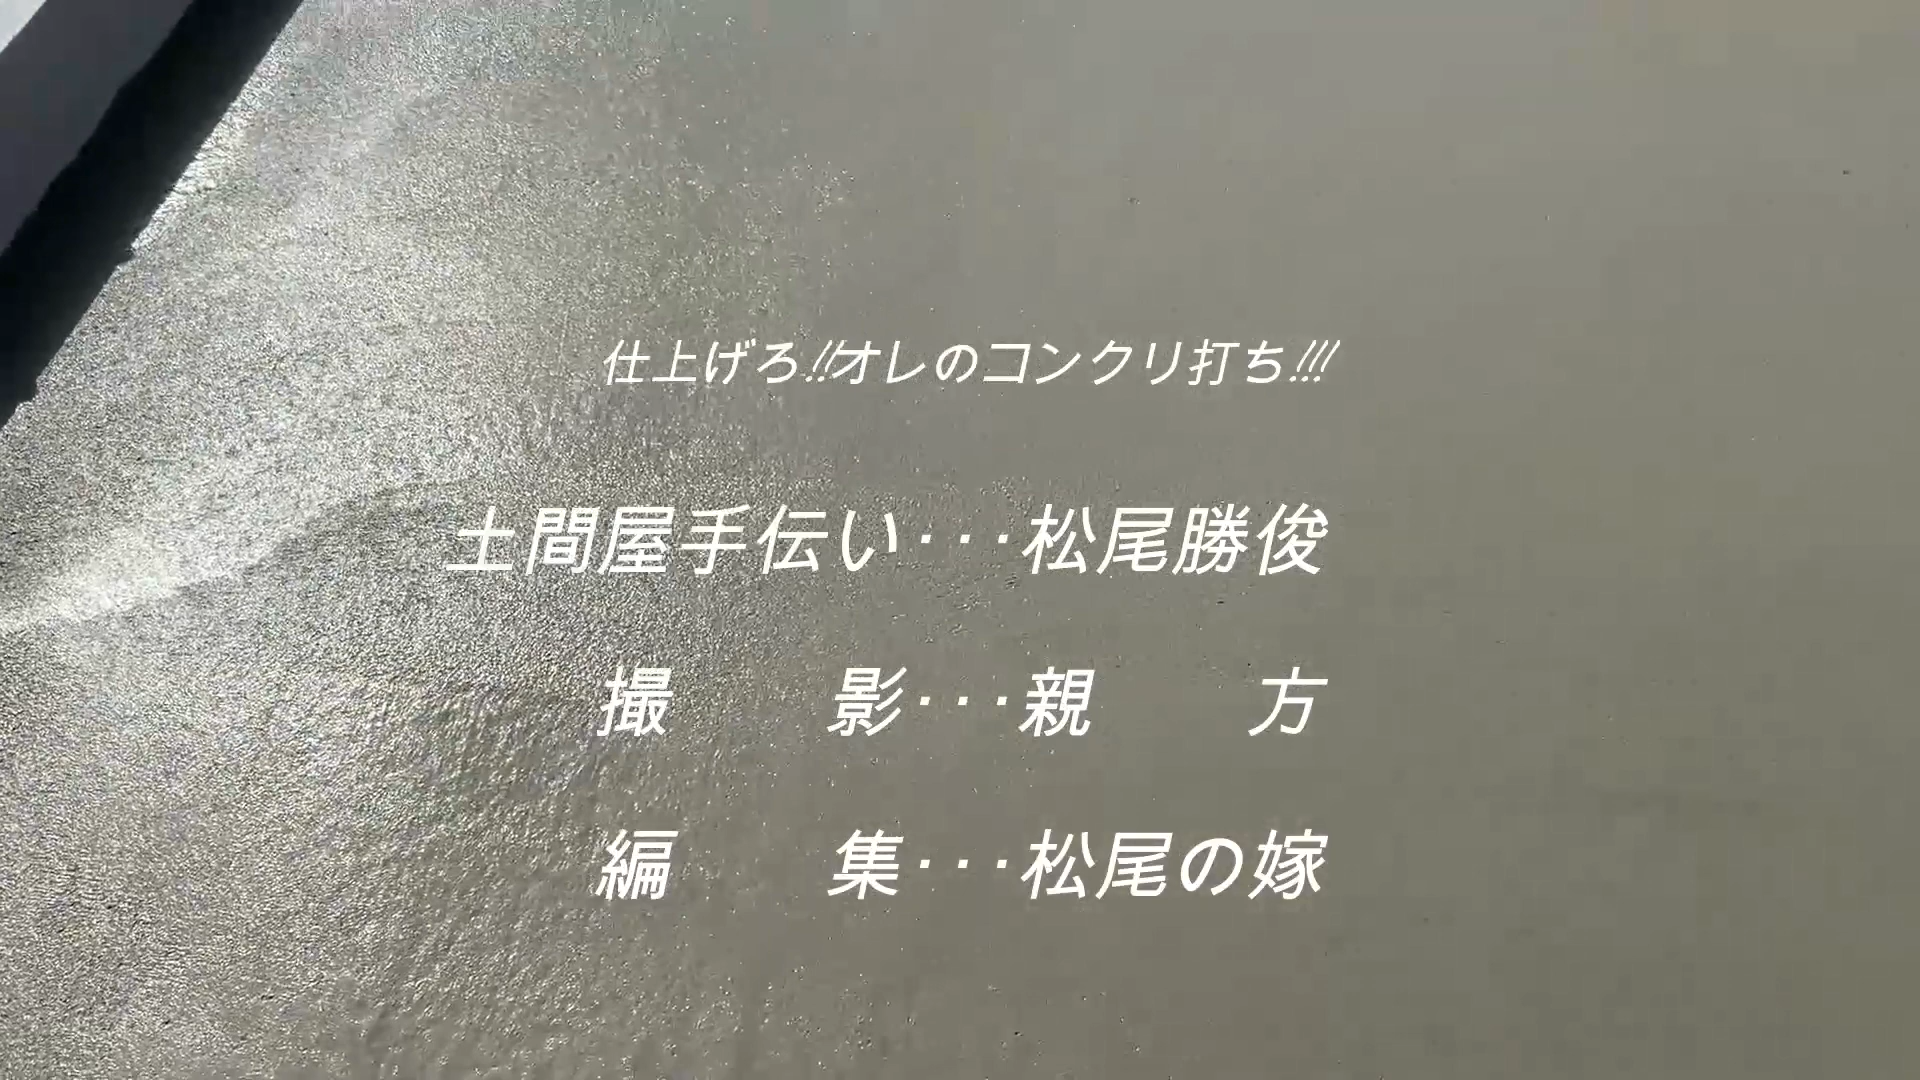 仕上げろ!!オレのコンクリ打ち!!!
土間屋手伝い･･･松尾勝俊
撮　　影･･･親　　方
編　　集･･･松尾の嫁